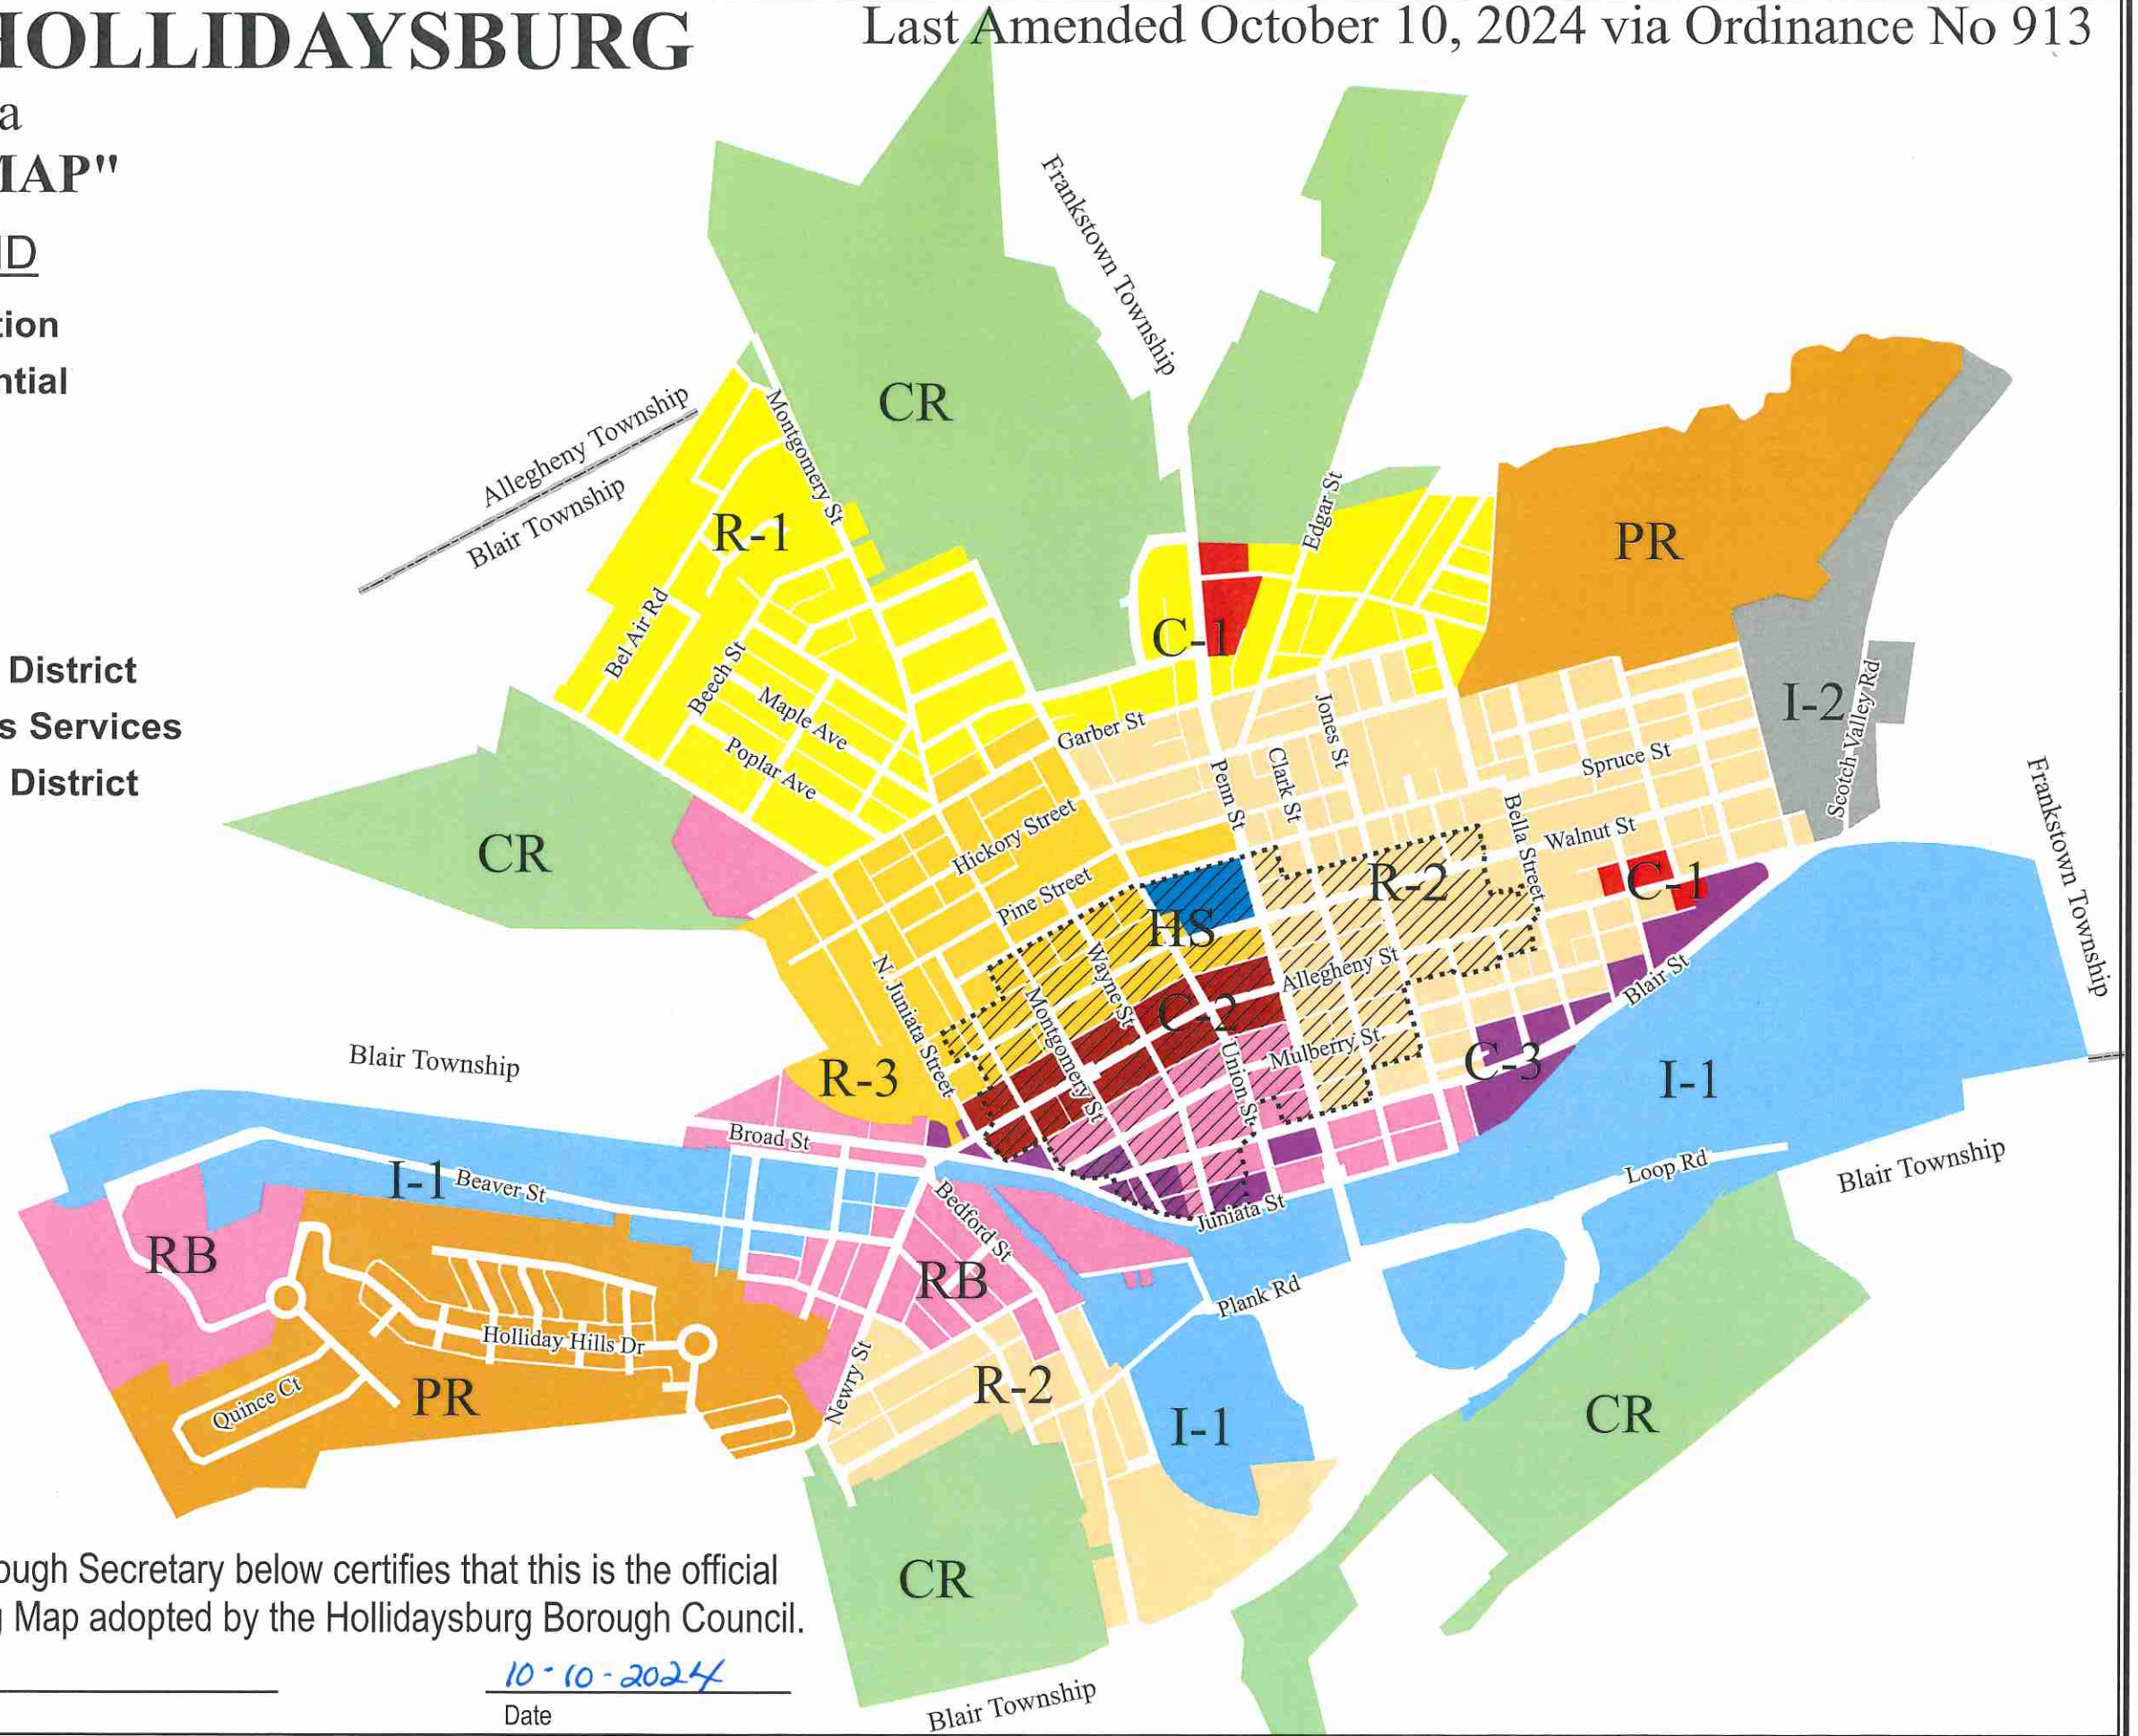 HOLLIDAYSBURG
Last Amended October 10, 2024 via Ordinance No 913
a
MAP"
D
tion
ntial
District
s Services
District
Frankstown Township
CR
Allegheny Township
Blair Township
Montgomery St
R-1
Edgar St
PR
Bel Air Rd
C-1
Beech St
Maple Ave
Poplar Ave
Garber St
Jones St
I-2
Scotch Valley Rd
Spruce St
Penn St
Clark St
Frankstown Township
Hickory Street
Bella Street
Walnut St
CR
Pine Street
R-2
C-1
HS
N. Juniata Street
Wayne St
Allegheny St
Blair St
Montgomery St
C-2
Blair Township
R-3
Union St
Mulberry St.
C-3
I-1
Broad St
I-1
Beaver St
Loop Rd
Blair Township
Bedford St
Juniata St
RB
RB
Plank Rd
Holliday Hills Dr
Quince Ct
PR
Newry St
R-2
I-1
CR
CR
ough Secretary below certifies that this is the official
Map adopted by the Hollidaysburg Borough Council.
10-10-2024
Date
Blair Township